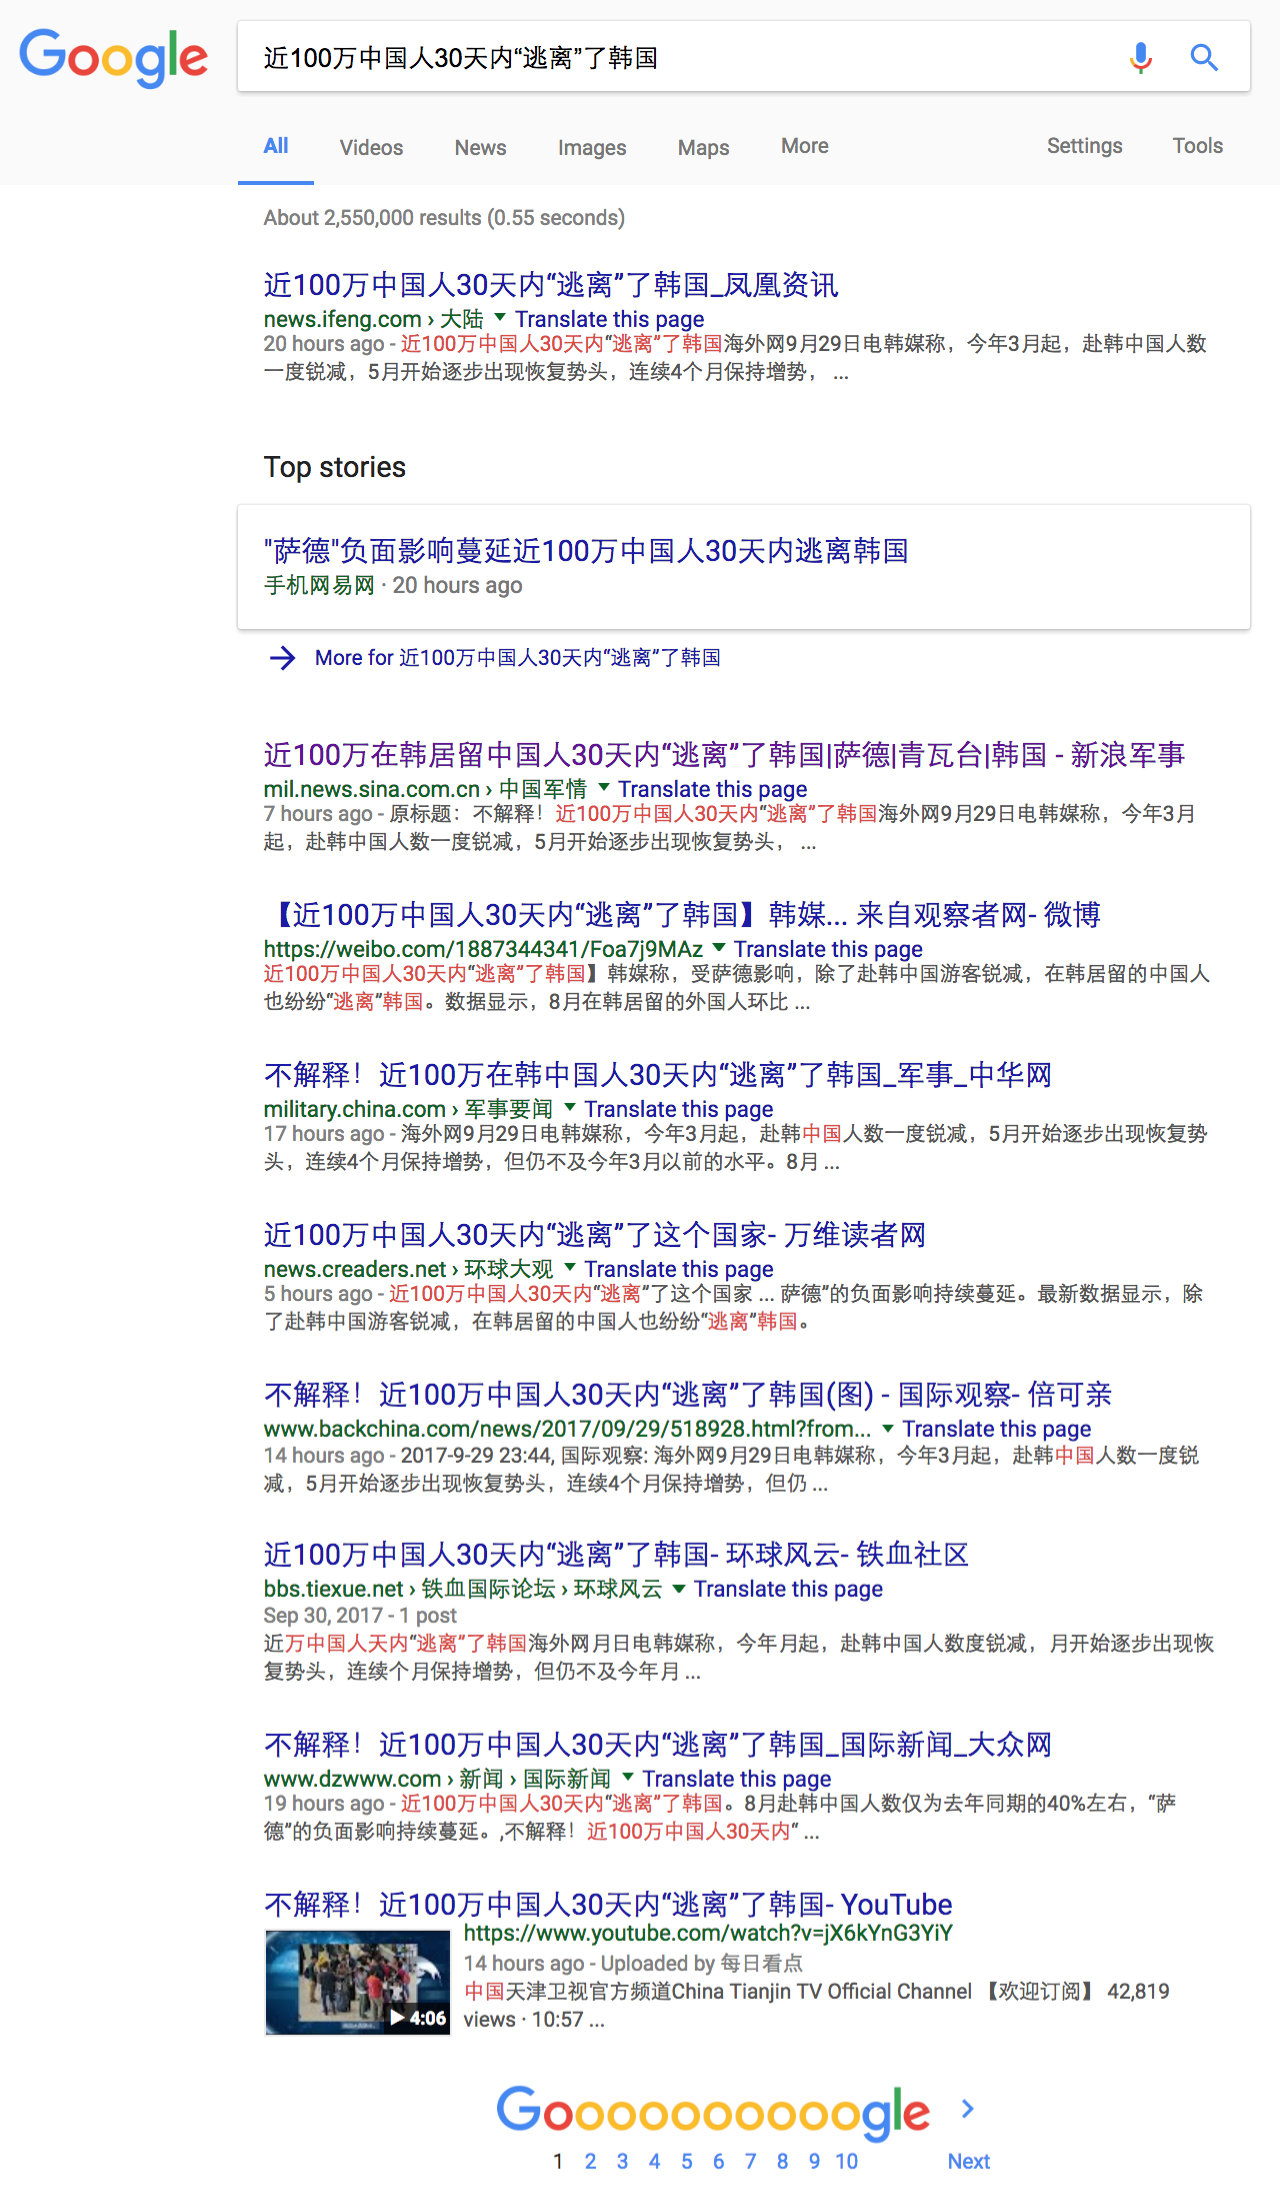 Google
近100万中国人30天内“逃离”了韩国
All Videos News Images Maps More Settings Tools
About 2,550,000 results (0.55 seconds)
近100万中国人30天内“逃离”了韩国_凤凰资讯
news.ifeng.com › 大陆 ▼ Translate this page
20 hours ago - 近100万中国人30天内“逃离”了韩国海外网9月29日电韩媒称，今年3月起，赴韩中国人数
一度锐减，5月开始逐步出现恢复势头，连续4个月保持增势， ...
Top stories
"萨德"负面影响蔓延近100万中国人30天内逃离韩国
手机网易网 · 20 hours ago
More for 近100万中国人30天内“逃离”了韩国
近100万在韩居留中国人30天内“逃离”了韩国|萨德|青瓦台|韩国 - 新浪军事
mil.news.sina.com.cn › 中国军情 ▼ Translate this page
7 hours ago - 原标题：不解释！近100万中国人30天内“逃离”了韩国海外网9月29日电韩媒称，今年3月
起，赴韩中国人数一度锐减，5月开始逐步出现恢复势头， ...
【近100万中国人30天内“逃离”了韩国】韩媒... 来自观察者网- 微博
https://weibo.com/1887344341/Foa7j9MAz ▼ Translate this page
近100万中国人30天内“逃离”了韩国】韩媒称，受萨德影响，除了赴韩中国游客锐减，在韩居留的中国人
也纷纷“逃离”韩国。数据显示，8月在韩居留的外国人环比 ...
不解释！近100万在韩中国人30天内“逃离”了韩国_军事_中华网
military.china.com › 军事要闻 ▼ Translate this page
17 hours ago - 海外网9月29日电韩媒称，今年3月起，赴韩中国人数一度锐减，5月开始逐步出现恢复势
头，连续4个月保持增势，但仍不及今年3月以前的水平。8月 ...
近100万中国人30天内“逃离”了这个国家- 万维读者网
news.creaders.net › 环球大观 ▼ Translate this page
5 hours ago - 近100万中国人30天内“逃离”了这个国家 ... 萨德”的负面影响持续蔓延。最新数据显示，除
了赴韩中国游客锐减，在韩居留的中国人也纷纷“逃离”韩国。
不解释！近100万中国人30天内“逃离”了韩国(图) - 国际观察- 倍可亲
www.backchina.com/news/2017/09/29/518928.html?from... ▼ Translate this page
14 hours ago - 2017-9-29 23:44, 国际观察: 海外网9月29日电韩媒称，今年3月起，赴韩中国人数一度锐
减，5月开始逐步出现恢复势头，连续4个月保持增势，但仍 ...
近100万中国人30天内“逃离”了韩国- 环球风云- 铁血社区
bbs.tiexue.net › 铁血国际论坛 › 环球风云 ▼ Translate this page
Sep 30, 2017 - 1 post
近万中国人天内“逃离”了韩国海外网月日电韩媒称，今年月起，赴韩中国人数度锐减，月开始逐步出现恢
复势头，连续个月保持增势，但仍不及今年月 ...
不解释！近100万中国人30天内“逃离”了韩国_国际新闻_大众网
www.dzwww.com › 新闻 › 国际新闻 ▼ Translate this page
19 hours ago - 近100万中国人30天内“逃离”了韩国。8月赴韩中国人数仅为去年同期的40%左右，“萨
德”的负面影响持续蔓延。,不解释！近100万中国人30天内“ ...
不解释！近100万中国人30天内“逃离”了韩国- YouTube
https://www.youtube.com/watch?v=jX6kYnG3YiY
14 hours ago - Uploaded by 每日看点
中国天津卫视官方频道China Tianjin TV Official Channel 【欢迎订阅】 42,819
views · 10:57 ...
4:06
Goooooooooogle >
1 2 3 4 5 6 7 8 9 10 Next